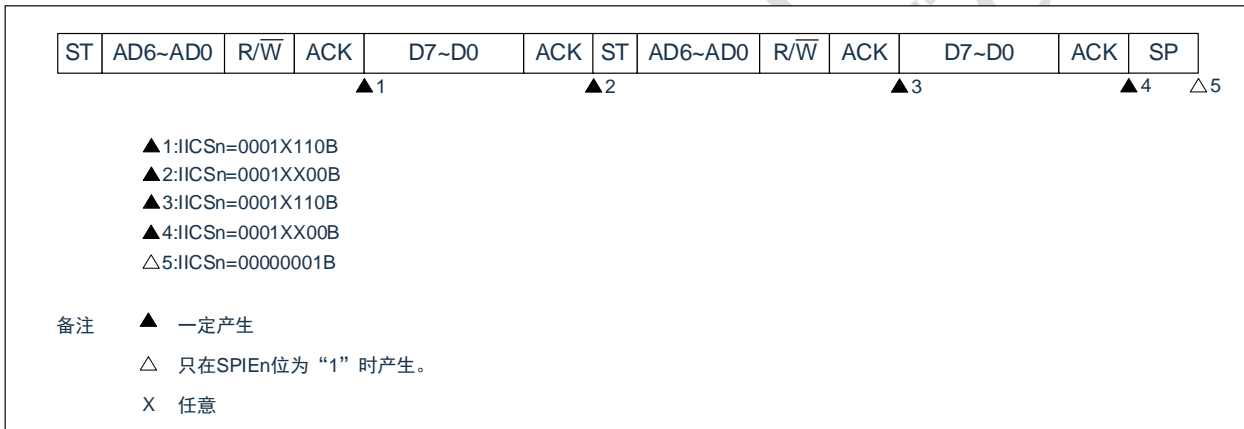 ST AD6~AD0 R/W̅ ACK D7~D0 ACK ST AD6~AD0 R/W̅ ACK D7~D0 ACK SP
▲1 ▲2 ▲3 ▲4 △5
▲1:IICSn=0001X110B
▲2:IICSn=0001XX00B
▲3:IICSn=0001X110B
▲4:IICSn=0001XX00B
△5:IICSn=00000001B
备注 ▲ 一定产生
△ 只在SPIEn位为“1”时产生。
X 任意